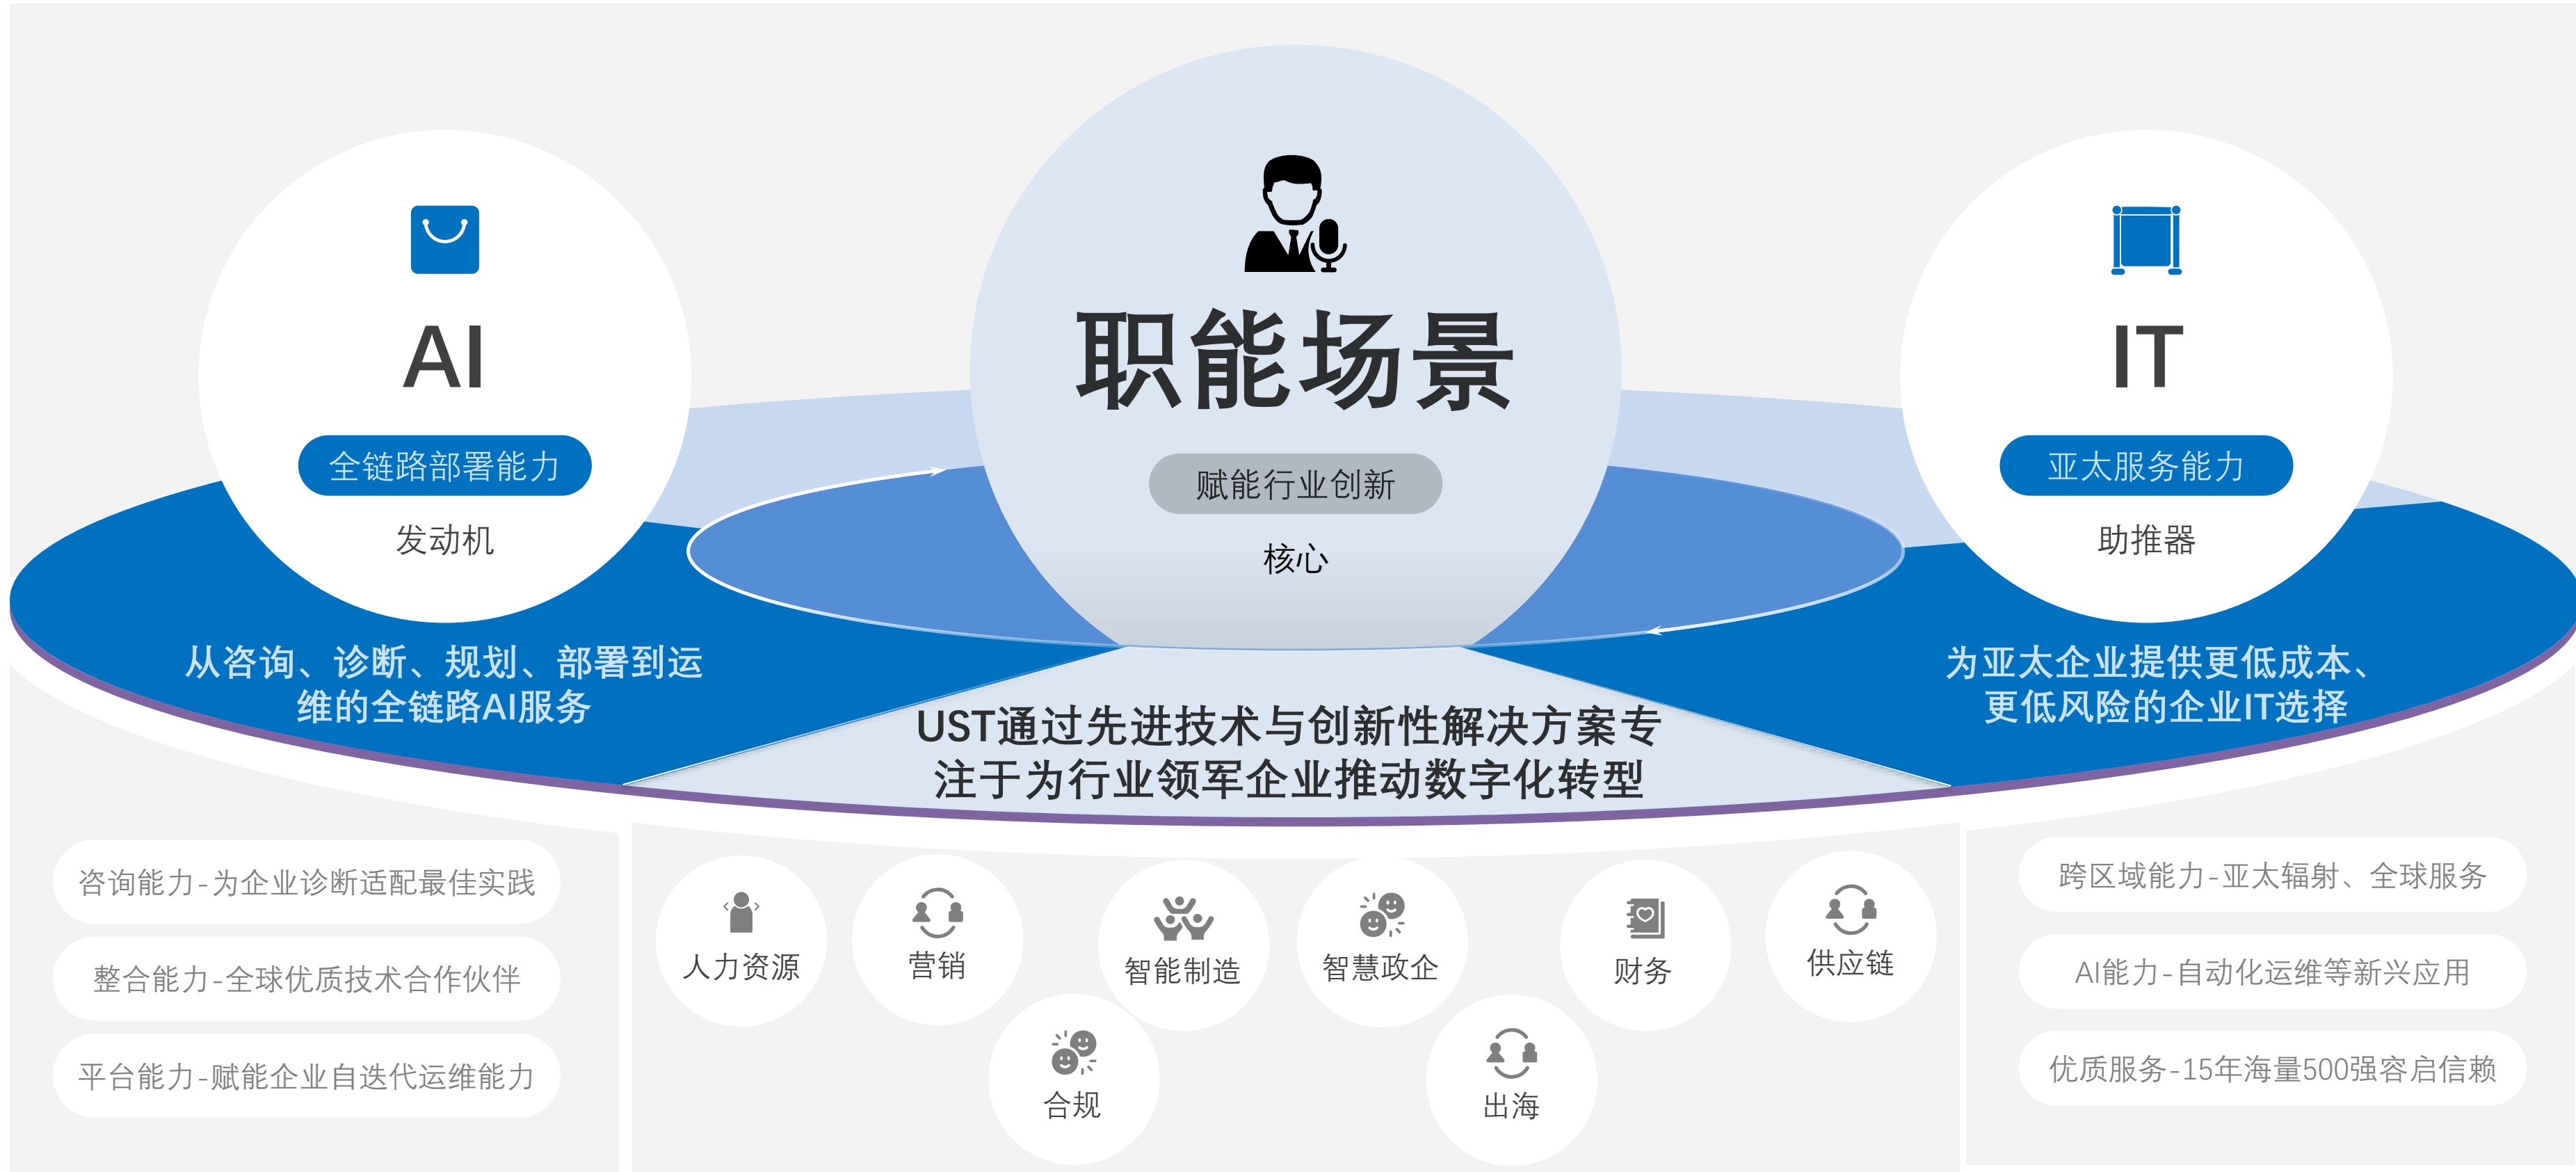 AI
全链路部署能力
发动机
从咨询、诊断、规划、部署到运
维的全链路AI服务
职能场景
赋能行业创新
核心
UST通过先进技术与创新性解决方案专
注于为行业领军企业推动数字化转型
IT
亚太服务能力
助推器
为亚太企业提供更低成本、
更低风险的企业IT选择
咨询能力-为企业诊断适配最佳实践
整合能力-全球优质技术合作伙伴
平台能力-赋能企业自迭代运维能力
人力资源
营销
智能制造
智慧政企
财务
供应链
合规
出海
跨区域能力-亚太辐射、全球服务
AI能力-自动化运维等新兴应用
优质服务-15年海量500强容启信赖